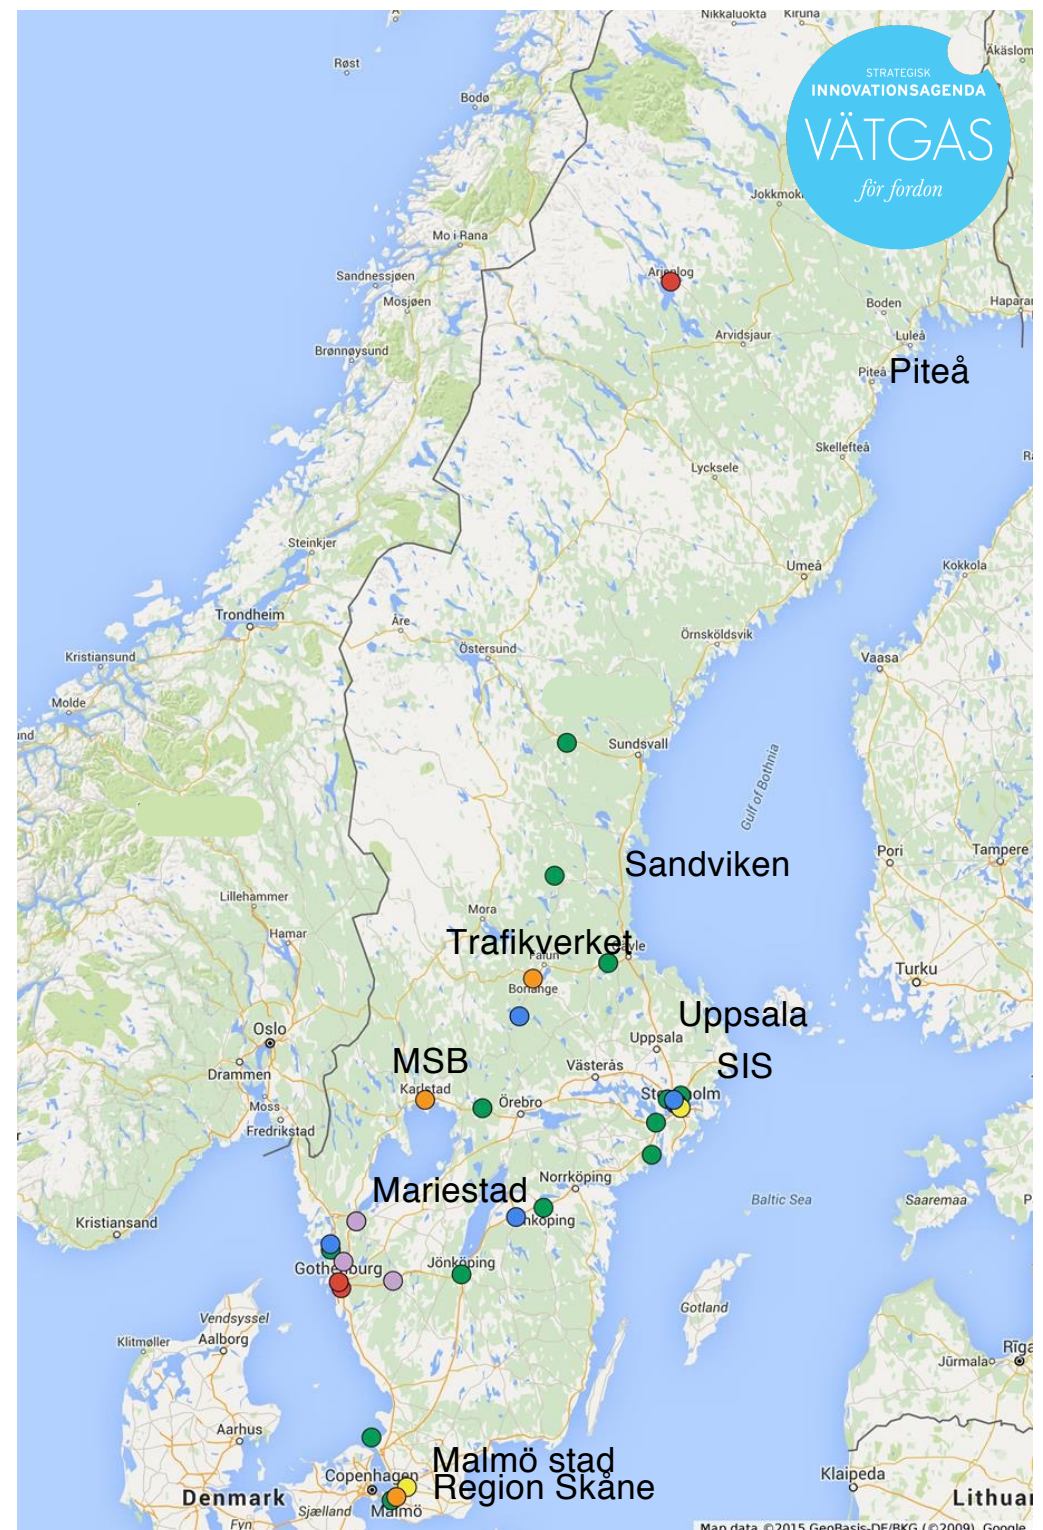 Nikkaluokta
Kiruna
Røst
STRATEGISK
INNOVATIONSAGENDA
VÄTGAS
för fordon
Bodø
Mo i Rana
Sandnessjøen
Mosjøen
Boden
Arvidsjaur
Luleå
Brønnøysund
Piteå
Piteå
Skellefteå
Lycksele
Steinkjer
Umeå
Kokkola
Trondheim
Åre
Örnsköldsvik
Östersund
Kristiansund
Vaasa
Molde
Sundsvall
Gulf of Bothnia
Pori
Tampere
Sandviken
Lillehammer
Mora
Hamar
Trafikverket
Falun
Turku
Borlänge
Uppsala
Oslo
Uppsala
MSB
SIS
Västerås
Drammen
Karlstad
Örebro
Moss
Fredrikstad
Norrköping
Mariestad
Baltic Sea
Saaremaa
Kristiansand
nköping
Jönköping
Gothenburg
Gotland
Vendsyssel
Klitmøller
Aalborg
Jūrmala
Aarhus
Malmö stad
Copenhagen
Region Skåne
Klaipeda
Denmark
Sjælland
Malmö
Fyn
Map data ©2015 GeoBasis-DE/BKG (©2009), Google